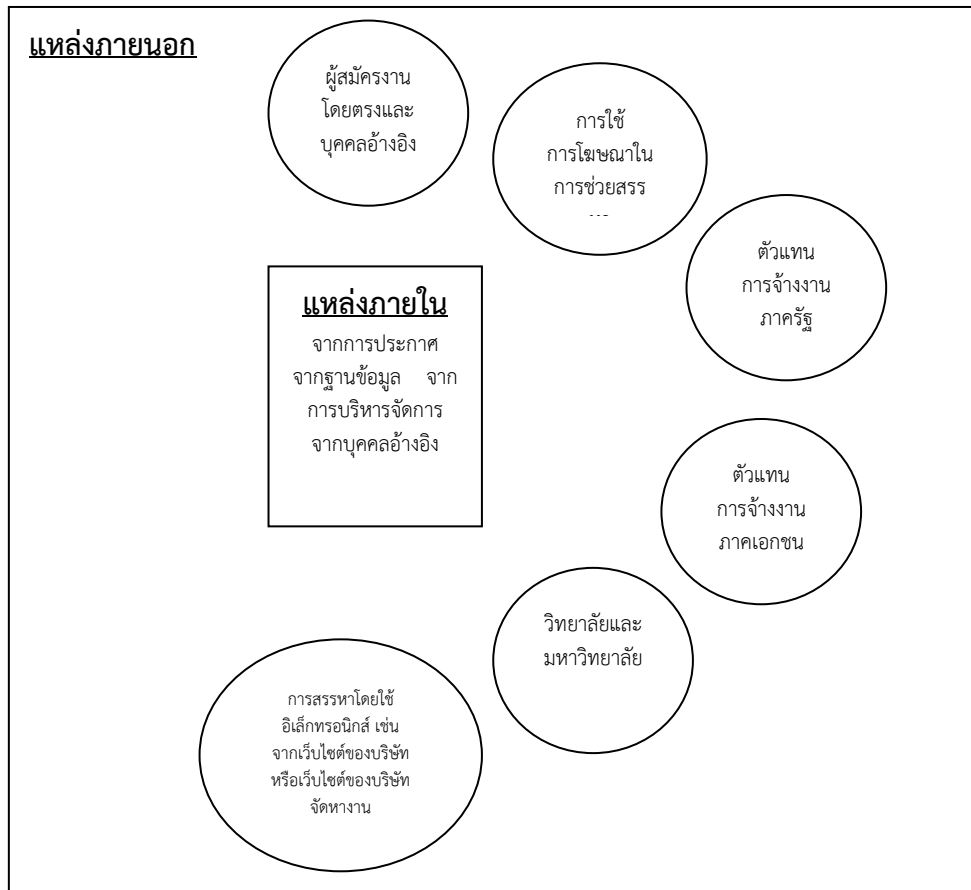 แหล่งภายนอก
ผู้สมัครงาน
โดยตรงและ
บุคคลอ้างอิง
การใช้
การโฆษณาใน
การช่วยสรร
ตัวแทน
การจ้างงาน
ภาครัฐ
แหล่งภายใน
จากการประกาศ
จากฐานข้อมูล จาก
การบริหารจัดการ
จากบุคคลอ้างอิง
ตัวแทน
การจ้างงาน
ภาคเอกชน
วิทยาลัยและ
มหาวิทยาลัย
การสรรหาโดยใช้
อิเล็กทรอนิกส์ เช่น
จากเว็บไซต์ของบริษัท
หรือเว็บไซต์ของบริษัท
จัดหางาน